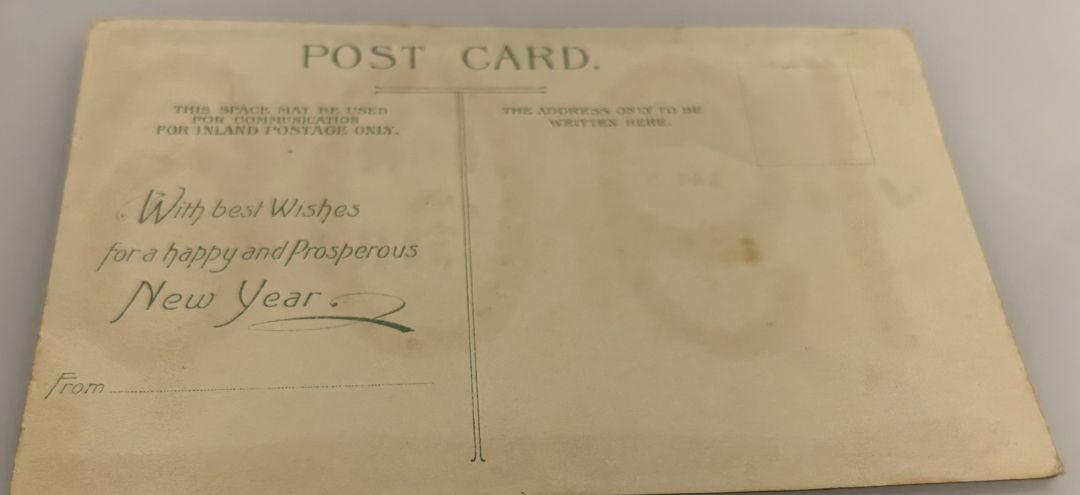 POST CARD.
THIS SPACE MAY BE USED
FOR COMMUNICATION
FOR INLAND POSTAGE ONLY.
THE ADDRESS ONLY TO BE
WRITTEN HERE.
With best Wishes
for a happy and Prosperous
New Year.
From